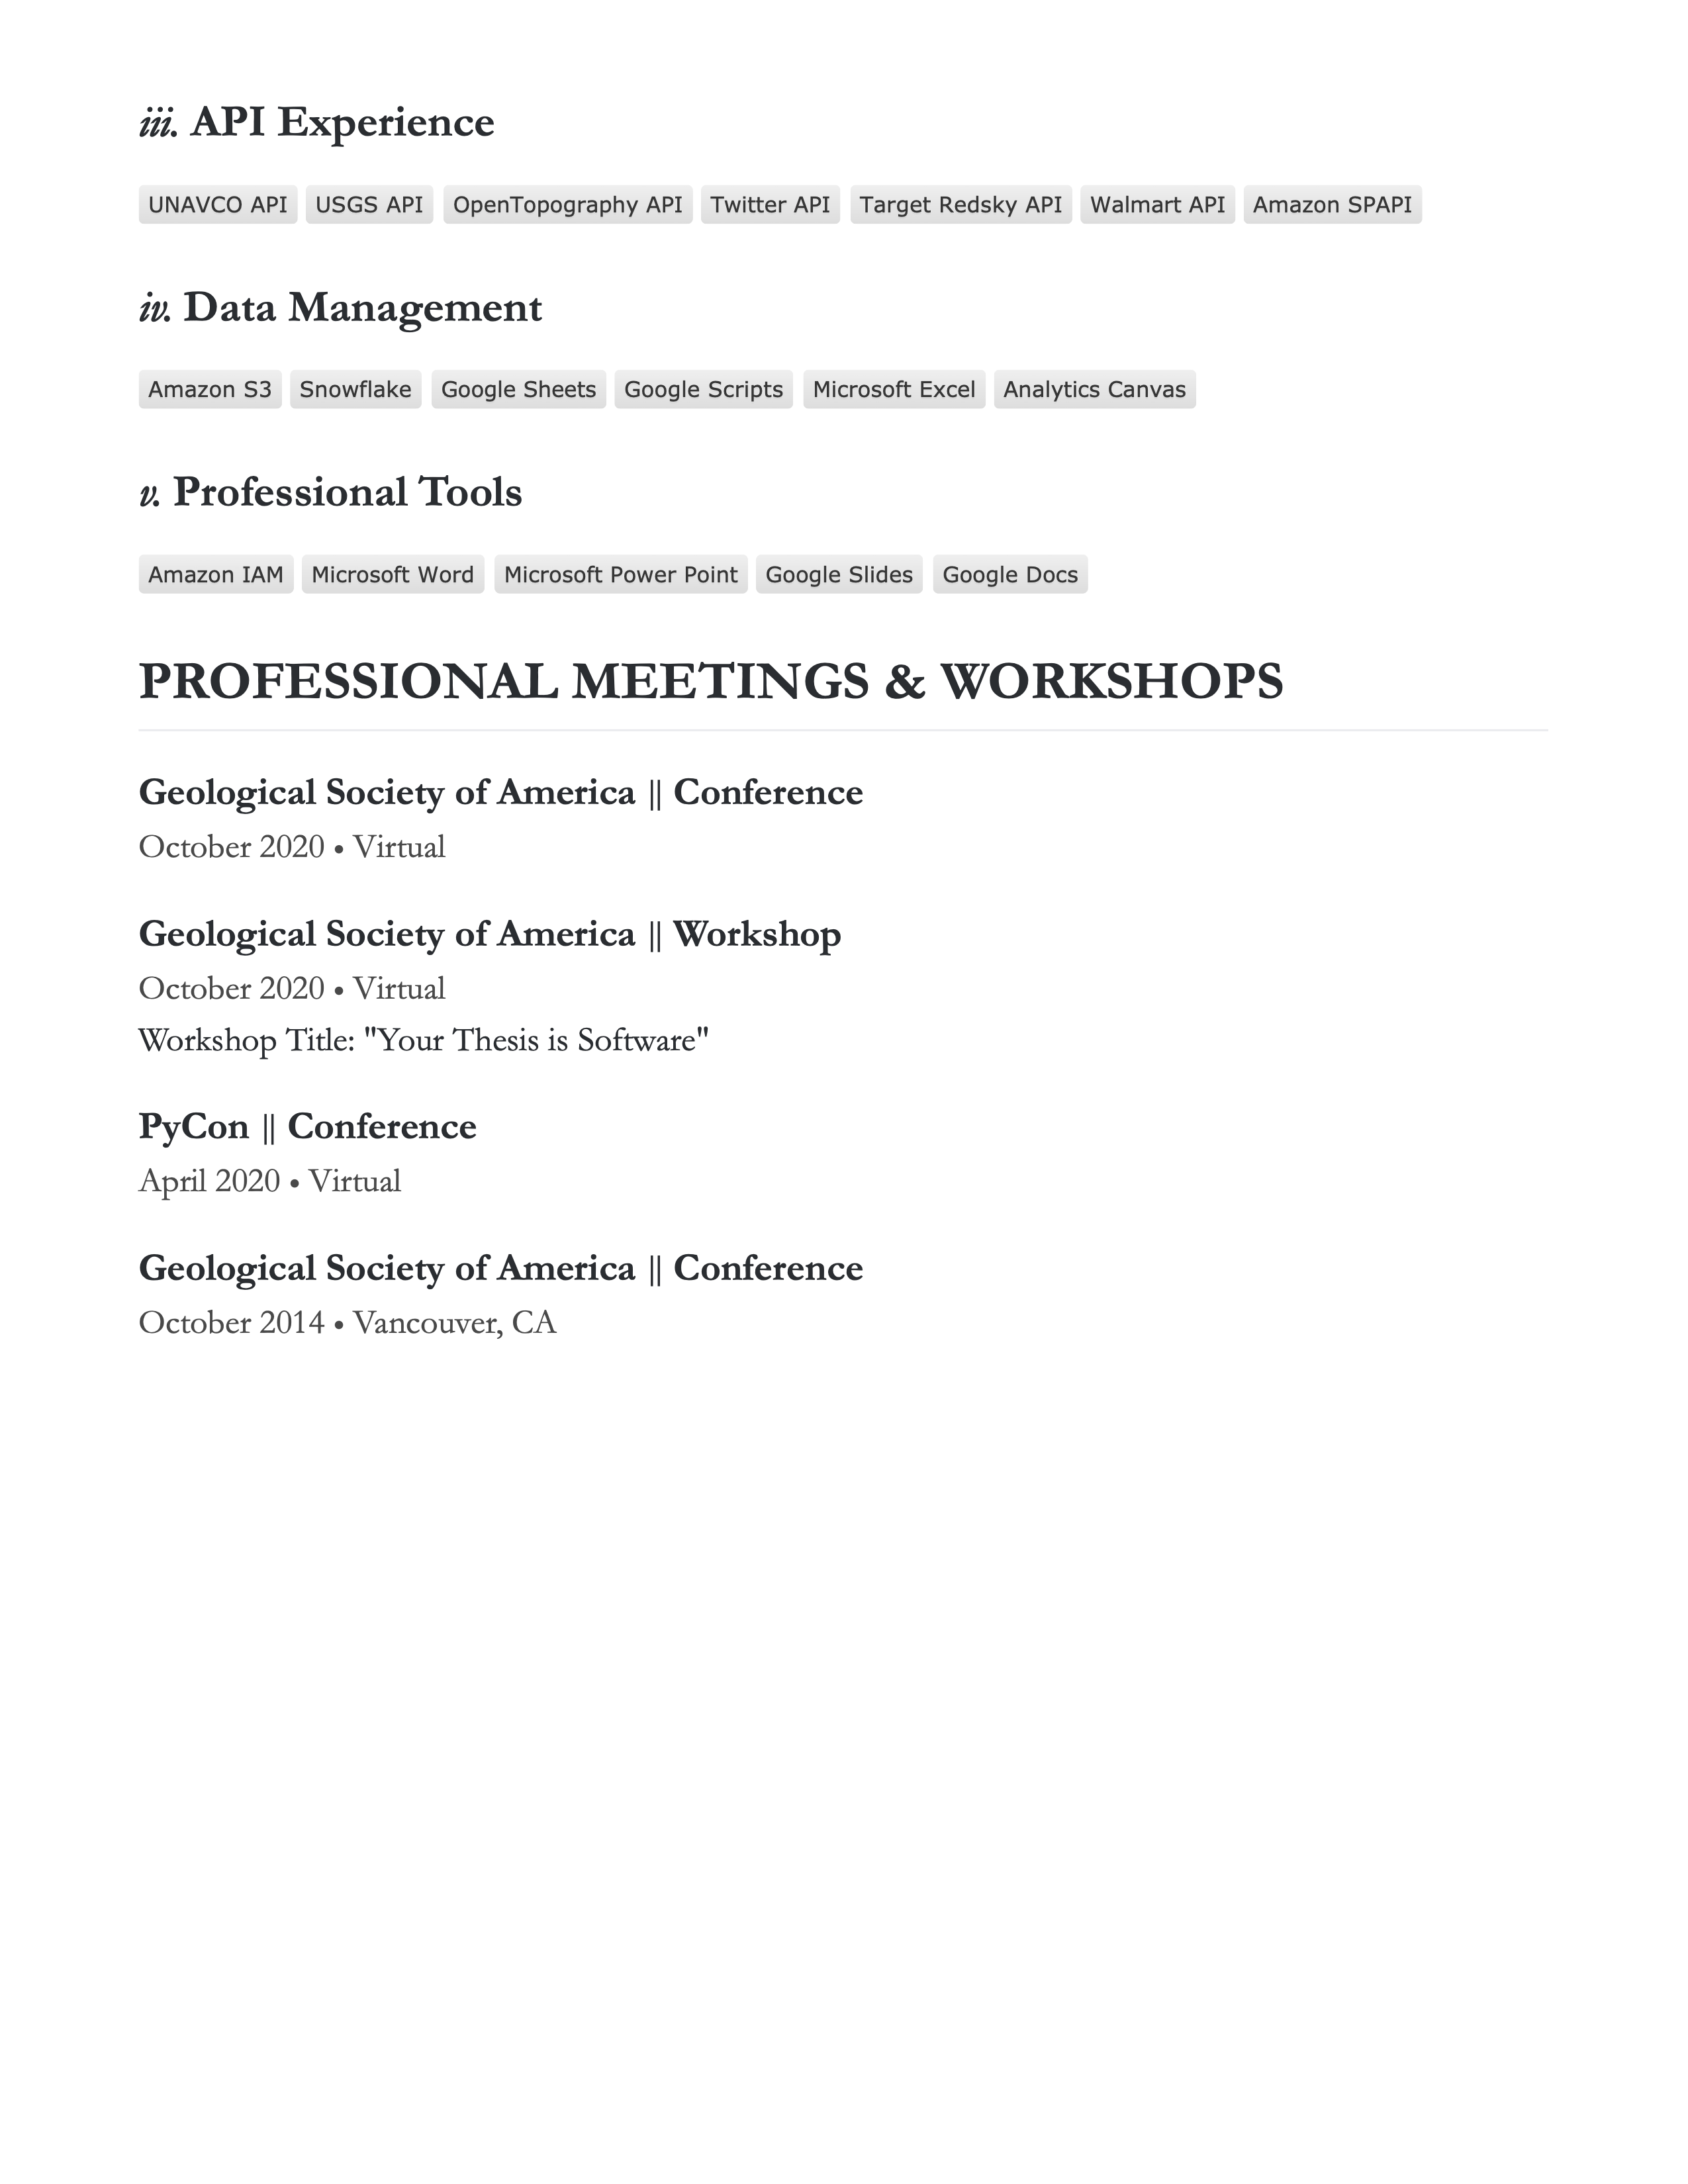 iii. API Experience
UNAVCO API USGS API OpenTopography API Twitter API Target Redsky API Walmart API Amazon SPAPI
iv. Data Management
Amazon S3 Snowflake Google Sheets Google Scripts Microsoft Excel Analytics Canvas
v. Professional Tools
Amazon IAM Microsoft Word Microsoft Power Point Google Slides Google Docs
PROFESSIONAL MEETINGS & WORKSHOPS
Geological Society of America || Conference
October 2020 • Virtual
Geological Society of America || Workshop
October 2020 • Virtual
Workshop Title: "Your Thesis is Software"
PyCon || Conference
April 2020 • Virtual
Geological Society of America || Conference
October 2014 • Vancouver, CA